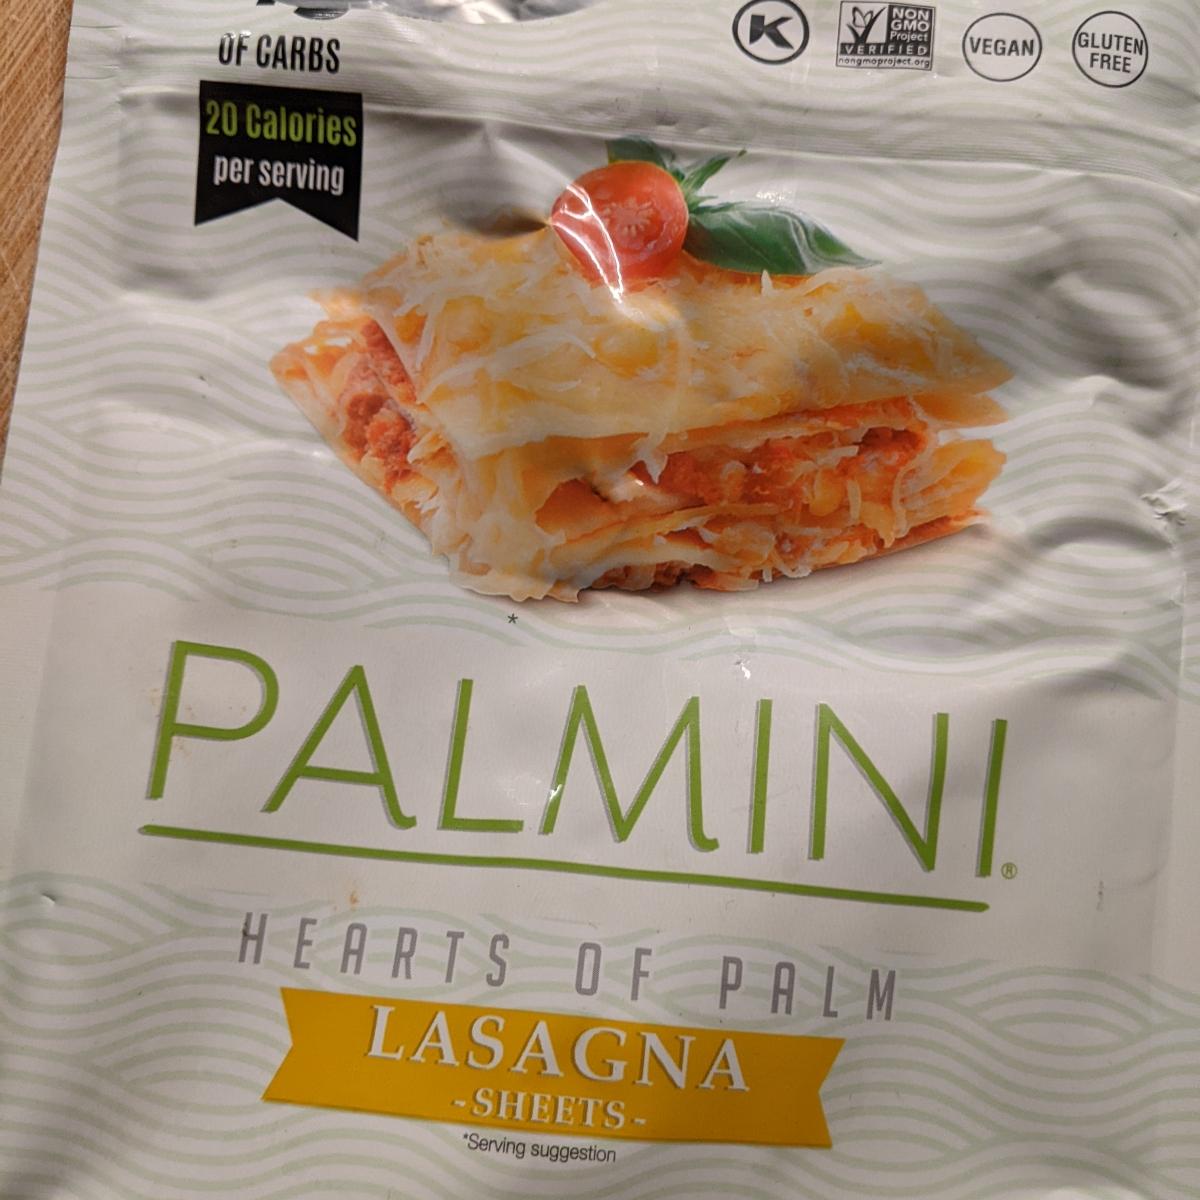 OF CARBS
20 Calories
per serving
K
NON
GMO
Project
VERIFIED
nongmoproject.org
VEGAN
GLUTEN
FREE
*
PALMINI®
HEARTS OF PALM
LASAGNA
-SHEETS-
*Serving suggestion